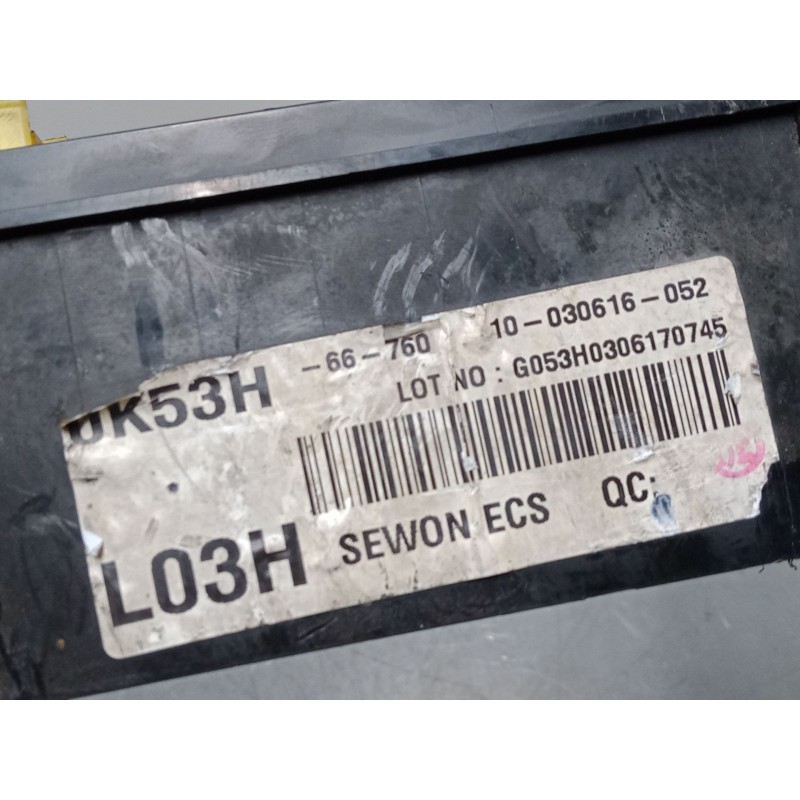 0K53H -66-760 10-030616-052
LOT NO : G053H0306170745
L03H SEWON ECS QC: